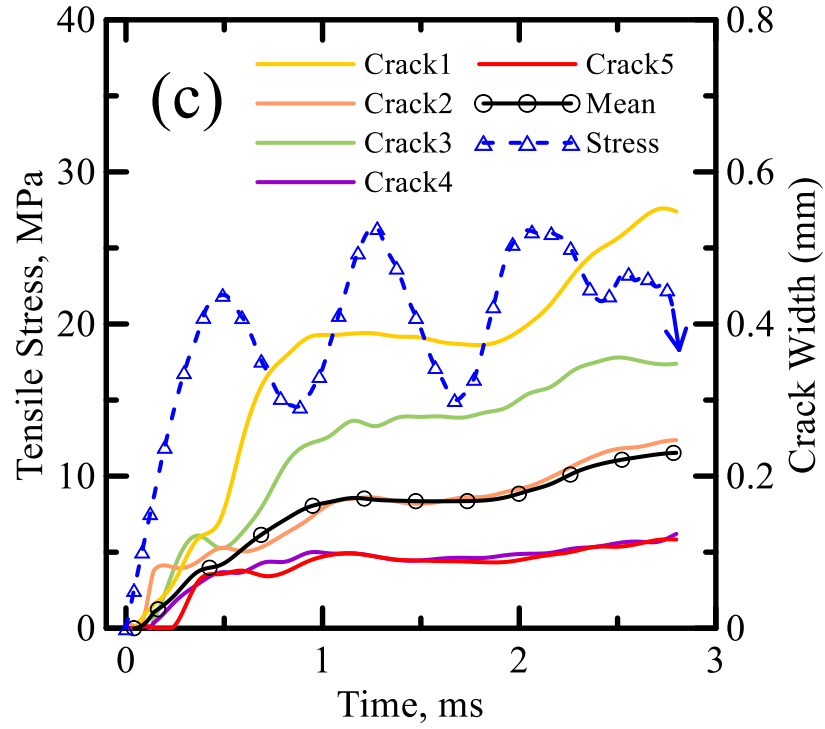 40
0.8
(c)
Crack1
Crack5
Crack2
Mean
Crack3
Stress
Crack4
30
0.6
20
0.4
10
0.2
0
0
0
1
2
3
Tensile Stress, MPa
Crack Width (mm)
Time, ms